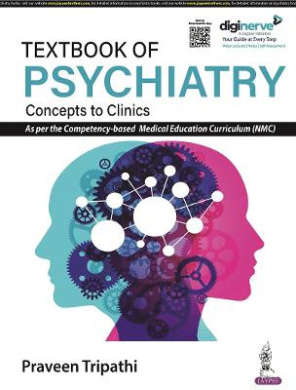 diginerve
Your Guide at Every Step
TEXTBOOK OF
PSYCHIATRY
Concepts to Clinics
As per the Competency-based Medical Education Curriculum (NMC)
Praveen Tripathi
JAYPEE